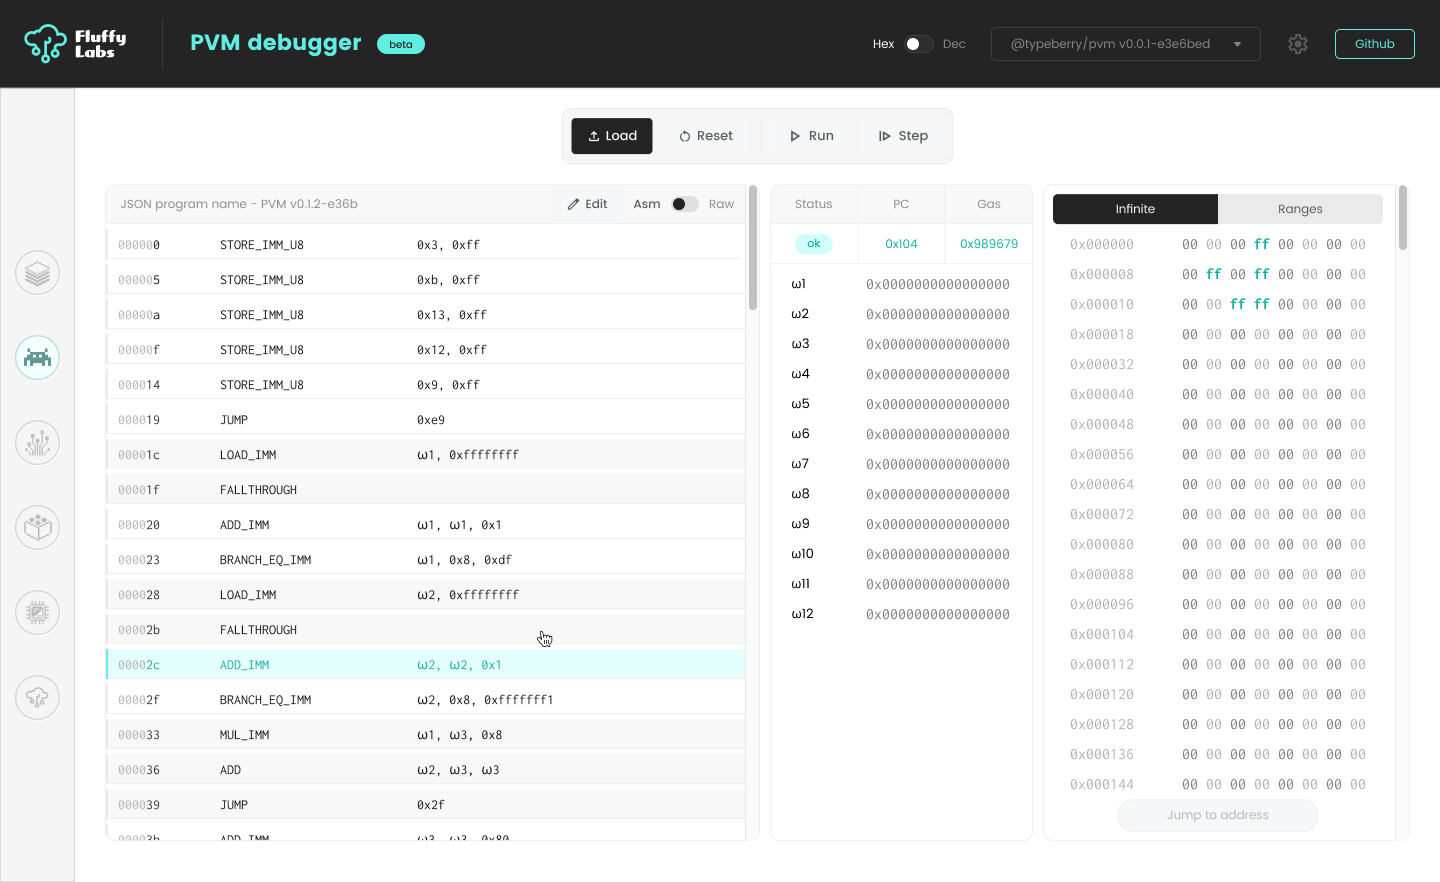 Fluffy Labs
PVM debugger beta
Hex Dec
@typeberry/pvm v0.0.1-e3e6bed
Github
Load Reset Run Step
JSON program name - PVM v0.1.2-e36b Edit Asm Raw
000000 STORE_IMM_U8 0x3, 0xff
000005 STORE_IMM_U8 0xb, 0xff
00000a STORE_IMM_U8 0x13, 0xff
00000f STORE_IMM_U8 0x12, 0xff
000014 STORE_IMM_U8 0x9, 0xff
000019 JUMP 0xe9
00001c LOAD_IMM ω1, 0xffffffff
00001f FALLTHROUGH
000020 ADD_IMM ω1, ω1, 0x1
000023 BRANCH_EQ_IMM ω1, 0x8, 0xdf
000028 LOAD_IMM ω2, 0xffffffff
00002b FALLTHROUGH
00002c ADD_IMM ω2, ω2, 0x1
00002f BRANCH_EQ_IMM ω2, 0x8, 0xfffffff1
000033 MUL_IMM ω1, ω3, 0x8
000036 ADD ω2, ω3, ω3
000039 JUMP 0x2f
00003b ADD_IMM ω3, ω3, 0x80
Status PC Gas
ok 0x104 0x989679
ω1 0x0000000000000000
ω2 0x0000000000000000
ω3 0x0000000000000000
ω4 0x0000000000000000
ω5 0x0000000000000000
ω6 0x0000000000000000
ω7 0x0000000000000000
ω8 0x0000000000000000
ω9 0x0000000000000000
ω10 0x0000000000000000
ω11 0x0000000000000000
ω12 0x0000000000000000
Infinite Ranges
0x000000 00 00 00 ff 00 00 00 00
0x000008 00 ff 00 ff 00 00 00 00
0x000010 00 00 ff ff 00 00 00 00
0x000018 00 00 00 00 00 00 00 00
0x000032 00 00 00 00 00 00 00 00
0x000040 00 00 00 00 00 00 00 00
0x000048 00 00 00 00 00 00 00 00
0x000056 00 00 00 00 00 00 00 00
0x000064 00 00 00 00 00 00 00 00
0x000072 00 00 00 00 00 00 00 00
0x000080 00 00 00 00 00 00 00 00
0x000088 00 00 00 00 00 00 00 00
0x000096 00 00 00 00 00 00 00 00
0x000104 00 00 00 00 00 00 00 00
0x000112 00 00 00 00 00 00 00 00
0x000120 00 00 00 00 00 00 00 00
0x000128 00 00 00 00 00 00 00 00
0x000136 00 00 00 00 00 00 00 00
0x000144 00 00 00 00 00 00 00 00
Jump to address